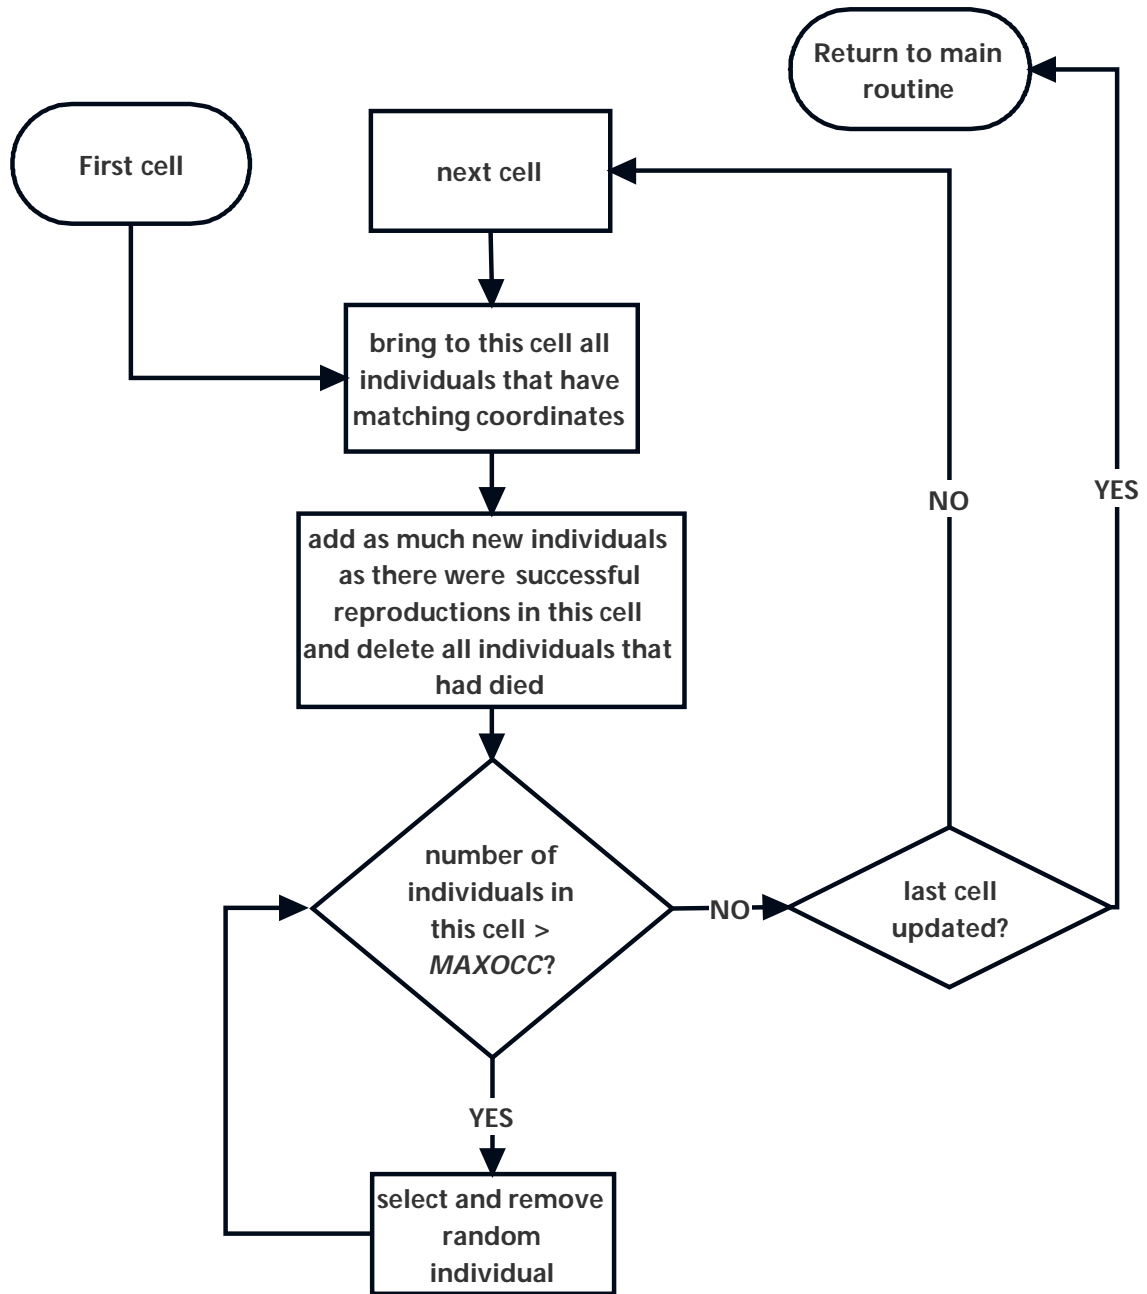 Return to main
routine
First cell
next cell
bring to this cell all
individuals that have
matching coordinates
NO
YES
add as much new individuals
as there were successful
reproductions in this cell
and delete all individuals that
had died
number of
individuals in
this cell >
MAXOCC?
NO
last cell
updated?
YES
select and remove
random
individual